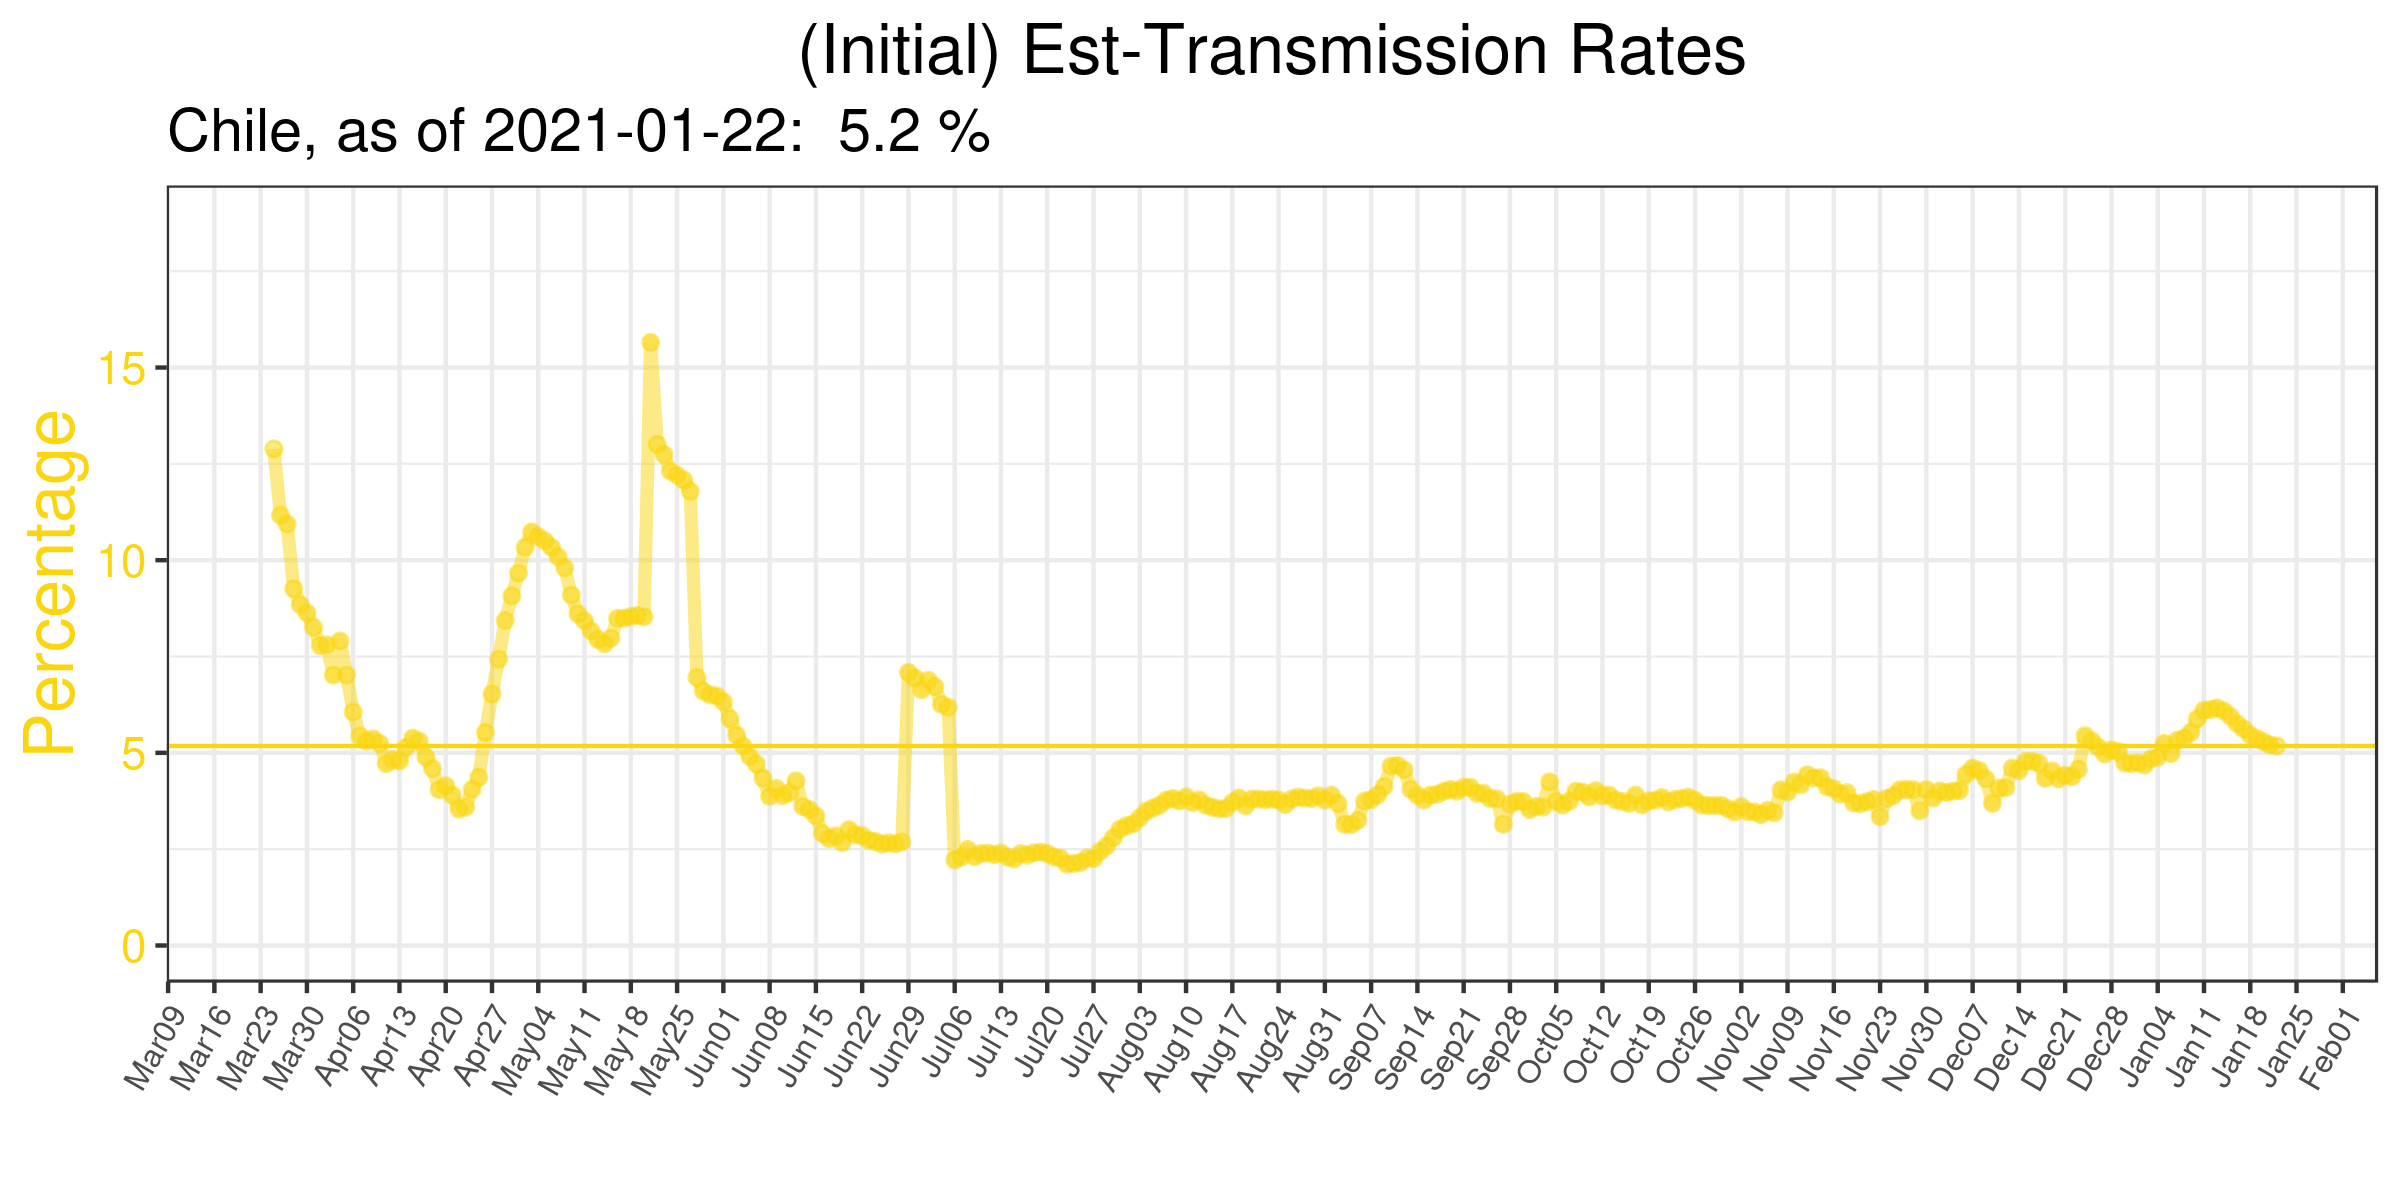 (Initial) Est-Transmission Rates
Chile, as of 2021-01-22:  5.2 %
Percentage
15
10
5
0
Mar09
Mar16
Mar23
Mar30
Apr06
Apr13
Apr20
Apr27
May04
May11
May18
May25
Jun01
Jun08
Jun15
Jun22
Jun29
Jul06
Jul13
Jul20
Jul27
Aug03
Aug10
Aug17
Aug24
Aug31
Sep07
Sep14
Sep21
Sep28
Oct05
Oct12
Oct19
Oct26
Nov02
Nov09
Nov16
Nov23
Nov30
Dec07
Dec14
Dec21
Dec28
Jan04
Jan11
Jan18
Jan25
Feb01